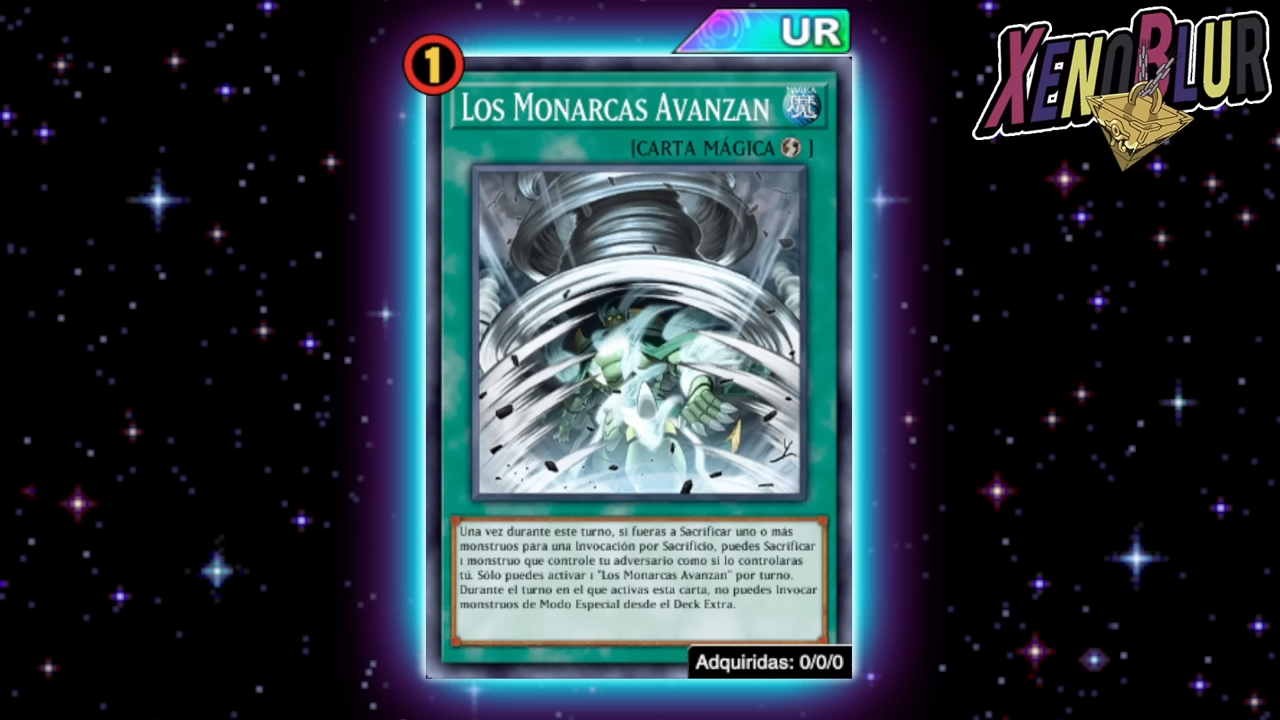 UR
XENOBLUR
1
LOS MONARCAS AVANZAN
[CARTA MÁGICA ]
Una vez durante este turno, si fueras a Sacrificar uno o más
monstruos para una Invocación por Sacrificio, puedes Sacrificar
1 monstruo que controle tu adversario como si lo controlaras
tú. Sólo puedes activar 1 "Los Monarcas Avanzan" por turno.
Durante el turno en el que activas esta carta, no puedes Invocar
monstruos de Modo Especial desde el Deck Extra.
Adquiridas: 0/0/0